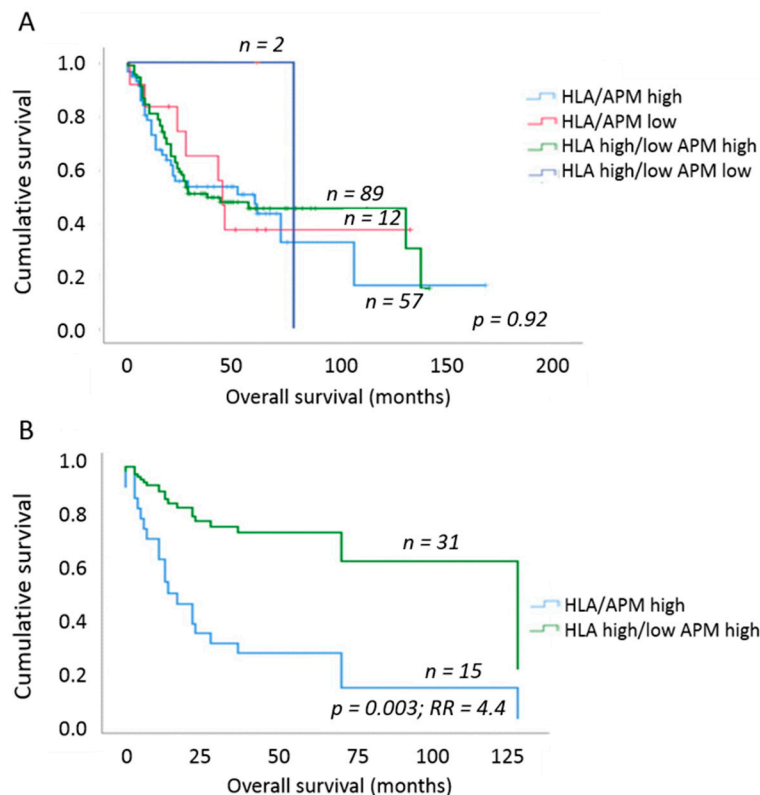 A
n = 2
1.0
0.8
0.6
0.4
0.2
0.0
Cumulative survival
n = 89
n = 12
n = 57
p = 0.92
0 50 100 150 200
Overall survival (months)
HLA/APM high
HLA/APM low
HLA high/low APM high
HLA high/low APM low
B
1.0
0.8
0.6
0.4
0.2
0.0
Cumulative survival
n = 31
n = 15
p = 0.003; RR = 4.4
0 25 50 75 100 125
Overall survival (months)
HLA/APM high
HLA high/low APM high